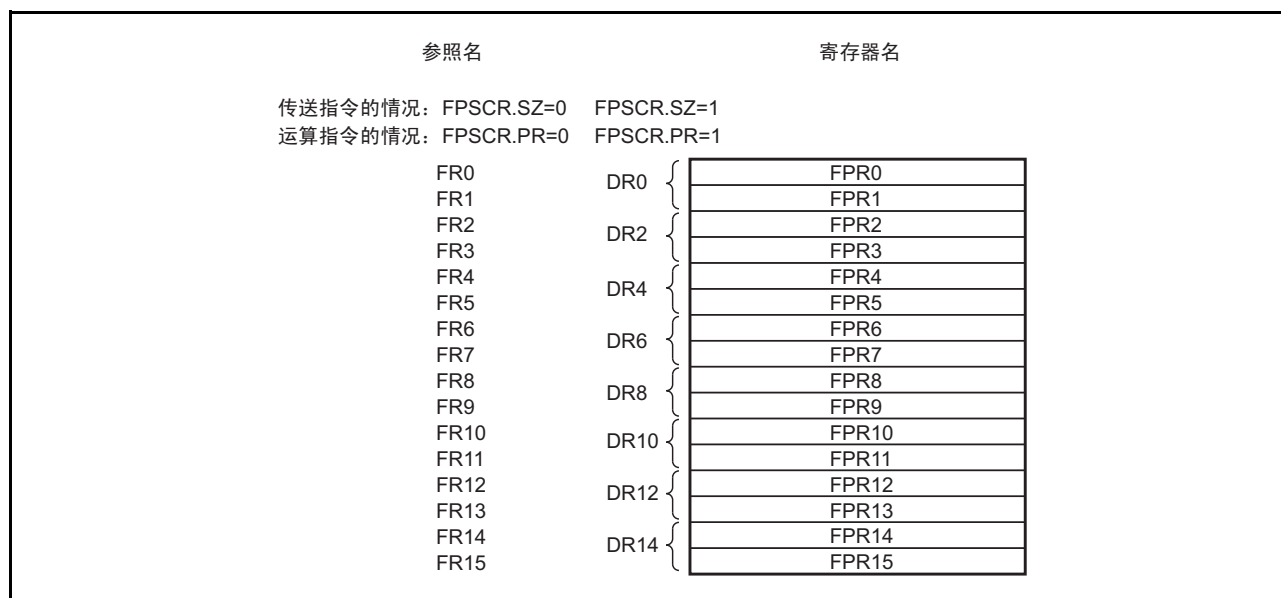 参照名 寄存器名
传送指令的情况：FPSCR.SZ=0 FPSCR.SZ=1
运算指令的情况：FPSCR.PR=0 FPSCR.PR=1
FR0 DR0 FPR0
FR1 FPR1
FR2 DR2 FPR2
FR3 FPR3
FR4 DR4 FPR4
FR5 FPR5
FR6 DR6 FPR6
FR7 FPR7
FR8 DR8 FPR8
FR9 FPR9
FR10 DR10 FPR10
FR11 FPR11
FR12 DR12 FPR12
FR13 FPR13
FR14 DR14 FPR14
FR15 FPR15